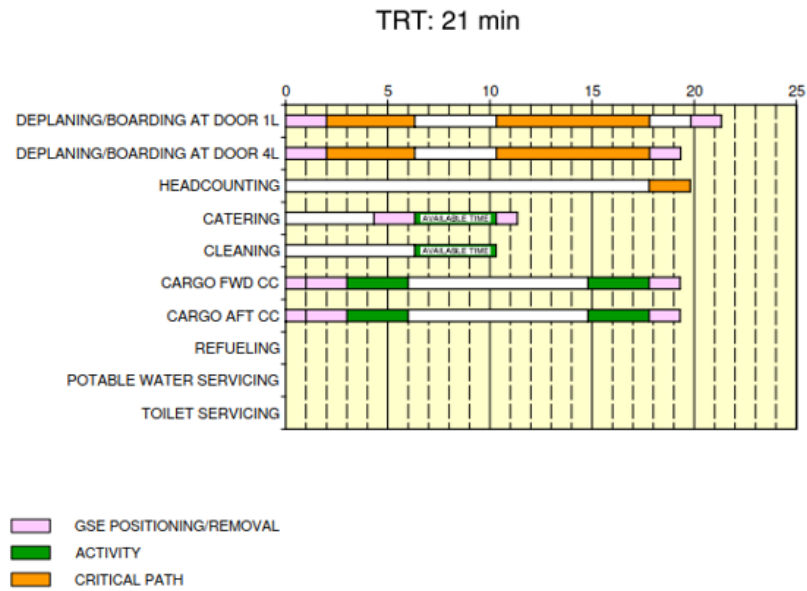 TRT: 21 min
0 5 10 15 20 25
DEPLANING/BOARDING AT DOOR 1L
DEPLANING/BOARDING AT DOOR 4L
HEADCOUNTING
CATERING AVAILABLE TIME
CLEANING AVAILABLE TIME
CARGO FWD CC
CARGO AFT CC
REFUELING
POTABLE WATER SERVICING
TOILET SERVICING
GSE POSITIONING/REMOVAL
ACTIVITY
CRITICAL PATH